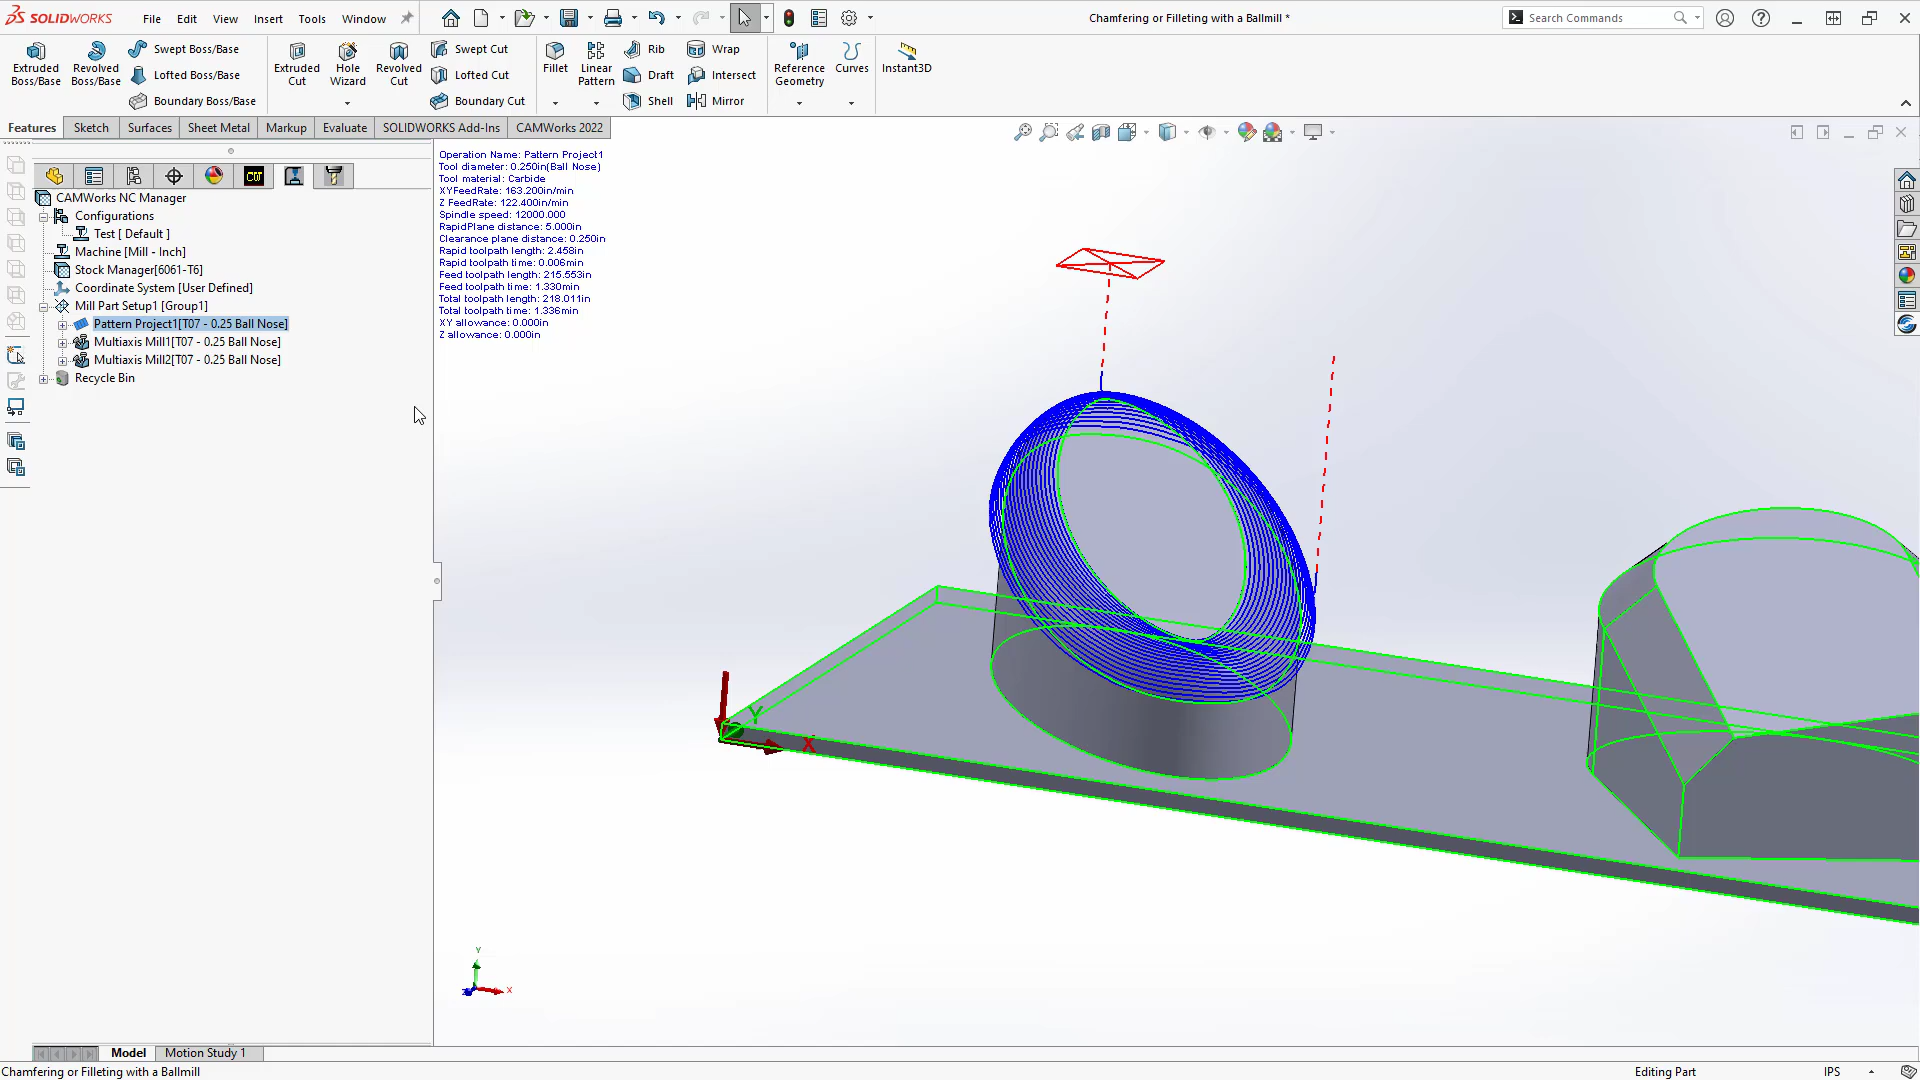 SOLIDWORKS
File
Edit
View
Insert
Tools
Window
Chamfering or Filleting with a Ballmill *
Search Commands
Extruded
Boss/Base
Revolved
Boss/Base
Swept Boss/Base
Lofted Boss/Base
Boundary Boss/Base
Extruded
Cut
Hole
Wizard
Revolved
Cut
Swept Cut
Lofted Cut
Boundary Cut
Fillet
Linear
Pattern
Rib
Draft
Shell
Wrap
Intersect
Mirror
Reference
Geometry
Curves
Instant3D
Features
Sketch
Surfaces
Sheet Metal
Markup
Evaluate
SOLIDWORKS Add-Ins
CAMWorks 2022
CW
CAMWorks NC Manager
Configurations
Test [ Default ]
Machine [Mill - Inch]
Stock Manager[6061-T6]
Coordinate System [User Defined]
Mill Part Setup1 [Group1]
Pattern Project1[T07 - 0.25 Ball Nose]
Multiaxis Mill1[T07 - 0.25 Ball Nose]
Multiaxis Mill2[T07 - 0.25 Ball Nose]
Recycle Bin
Operation Name: Pattern Project1
Tool diameter: 0.250in(Ball Nose)
Tool material: Carbide
XYFeedRate: 163.200in/min
Z FeedRate: 122.400in/min
Spindle speed: 12000.000
RapidPlane distance: 5.000in
Clearance plane distance: 0.250in
Rapid toolpath length: 2.458in
Rapid toolpath time: 0.006min
Feed toolpath length: 215.553in
Feed toolpath time: 1.330min
Total toolpath length: 218.011in
Total toolpath time: 1.336min
XY allowance: 0.000in
Z allowance: 0.000in
Y
X
Y
X
Model
Motion Study 1
Chamfering or Filleting with a Ballmill
Editing Part
IPS